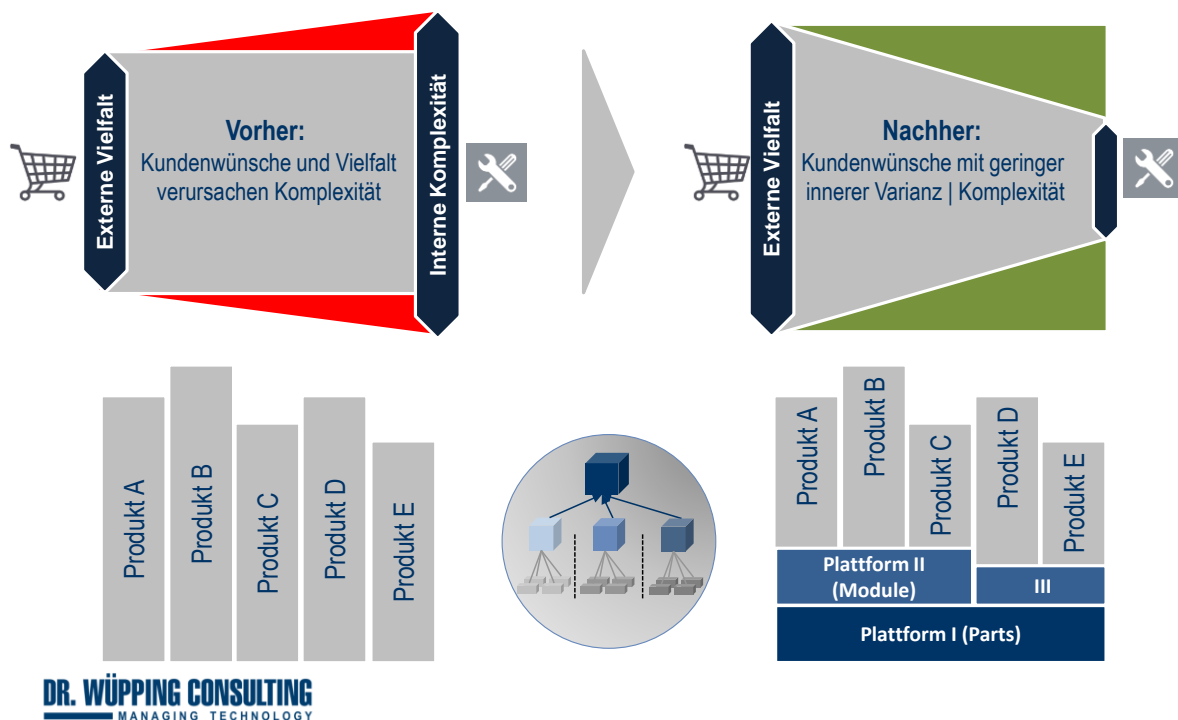 Externe Vielfalt
Vorher:
Kundenwünsche und Vielfalt
verursachen Komplexität
Interne Komplexität
Externe Vielfalt
Nachher:
Kundenwünsche mit geringer
innerer Varianz | Komplexität
Produkt A
Produkt B
Produkt C
Produkt D
Produkt E
Produkt A
Produkt B
Produkt C
Produkt D
Produkt E
Plattform II
(Module)
III
Plattform I (Parts)
DR. WÜPPING CONSULTING
MANAGING TECHNOLOGY